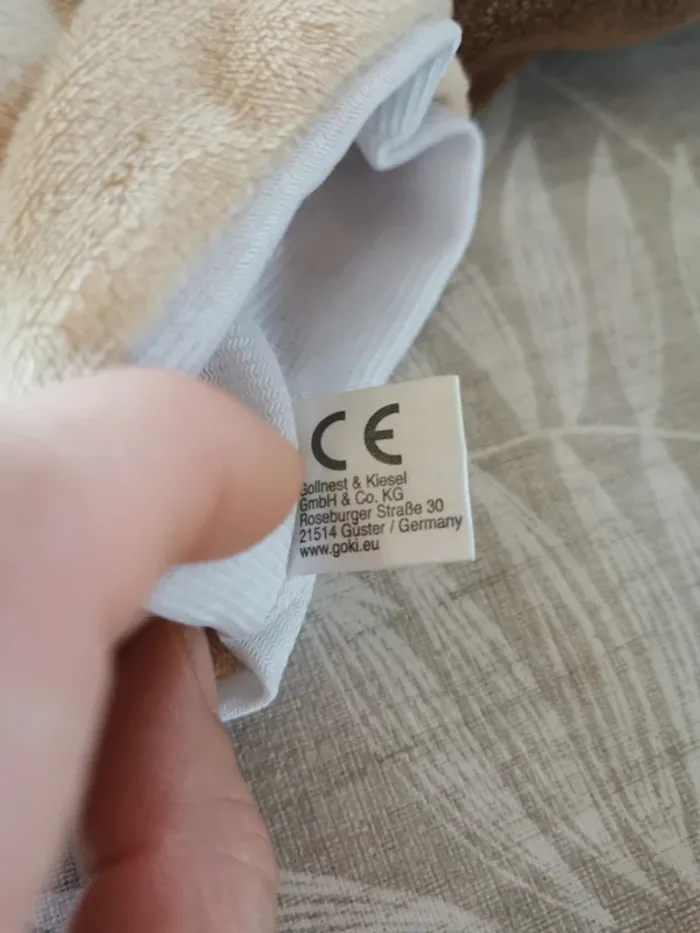 CE
Gollnest & Kiesel
GmbH & Co. KG
Roseburger Straße 30
21514 Güster / Germany
www.goki.eu